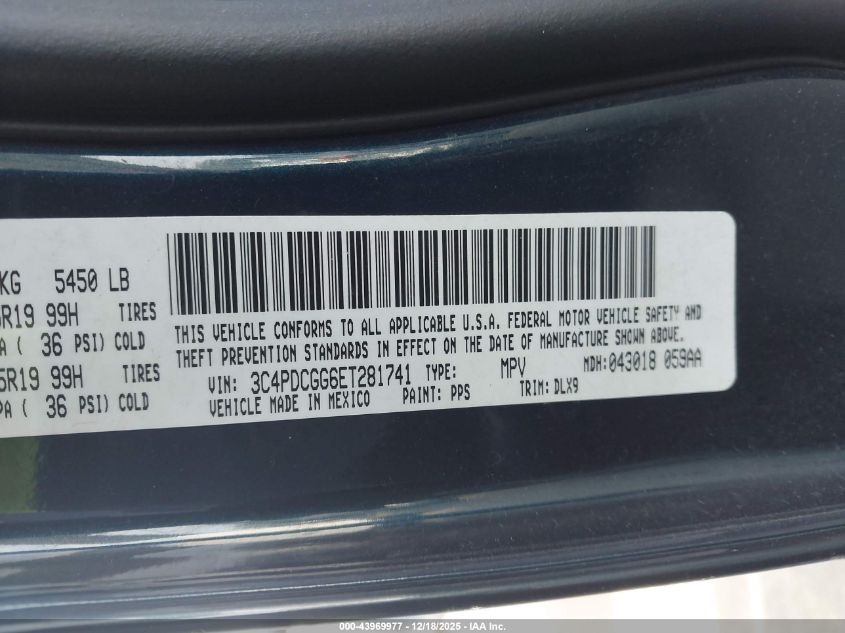 KG 5450 LB
R19 99H TIRES
A ( 36 PSI) COLD
5R19 99H TIRES
PA ( 36 PSI) COLD
THIS VEHICLE CONFORMS TO ALL APPLICABLE U.S.A. FEDERAL MOTOR VEHICLE SAFETY AND
THEFT PREVENTION STANDARDS IN EFFECT ON THE DATE OF MANUFACTURE SHOWN ABOVE.
VIN: 3C4PDCGG6ET281741 TYPE: MPV MDH:043018 059AA
VEHICLE MADE IN MEXICO PAINT: PPS TRIM: DLX9
000-43969977 - 12/18/2025 - IAA Inc.